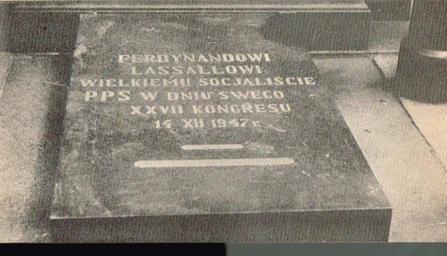 FERDYNANDOWI
LASSALLOWI
WIELKIEMU SOCJALIŚCIE
PPS W DNIU SWEGO
XXVII KONGRESU
14 XII 1947 r.